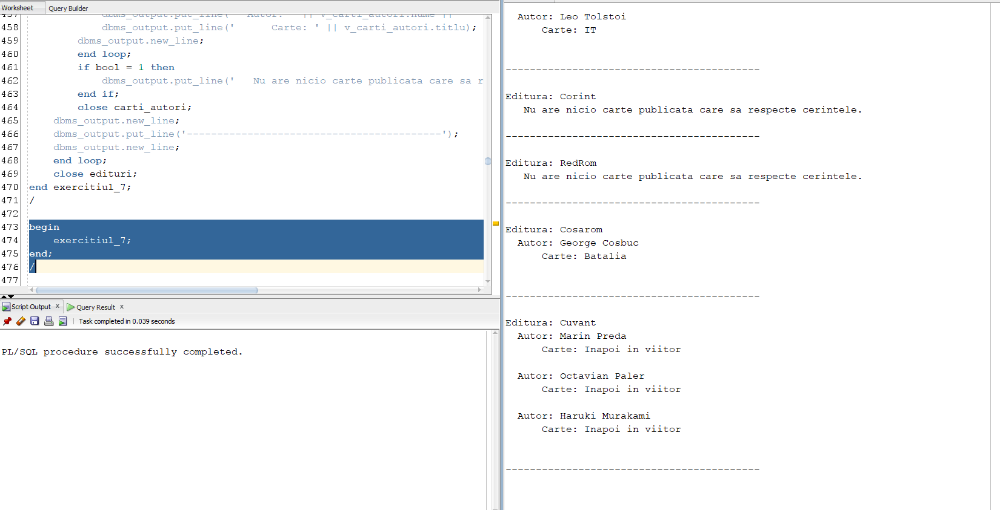 Worksheet Query Builder
458 dbms_output.put_line('      Carte: ' || v_carti_autori.titlu);
459 dbms_output.new_line;
460 end loop;
461 if bool = 1 then
462 dbms_output.put_line('   Nu are nicio carte publicata care sa r
463 end if;
464 close carti_autori;
465 dbms_output.new_line;
466 dbms_output.put_line('------------------------------------------');
467 dbms_output.new_line;
468 end loop;
469 close edituri;
470 end exercitiul_7;
471 /
472
473 begin
474 exercitiul_7;
475 end;
476 /
477
Script Output x Query Result x
Task completed in 0.039 seconds
PL/SQL procedure successfully completed.
Autor: Leo Tolstoi
Carte: IT
------------------------------------------
Editura: Corint
Nu are nicio carte publicata care sa respecte cerintele.
------------------------------------------
Editura: RedRom
Nu are nicio carte publicata care sa respecte cerintele.
------------------------------------------
Editura: Cosarom
Autor: George Cosbuc
Carte: Batalia
------------------------------------------
Editura: Cuvant
Autor: Marin Preda
Carte: Inapoi in viitor
Autor: Octavian Paler
Carte: Inapoi in viitor
Autor: Haruki Murakami
Carte: Inapoi in viitor
------------------------------------------